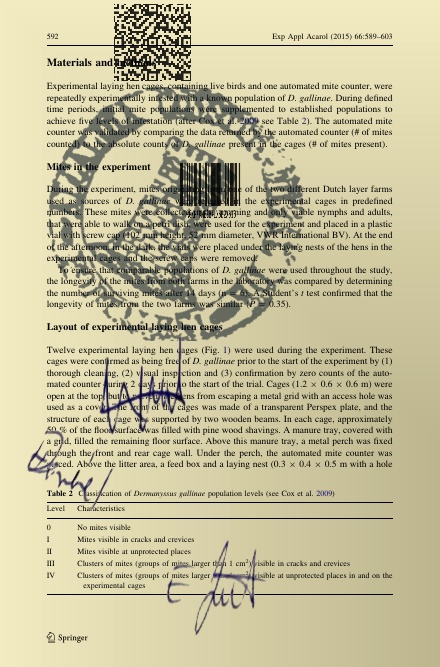 592 Exp Appl Acarol (2015) 66:589–603
Materials and
Experimental laying hen cages, containing live birds and one automated mite counter, were
repeatedly experimentally infested with a known population of D. gallinae. During defined
time periods, initial mite populations were supplemented to established populations to
achieve five levels of infestation (after Cox et al. 2009 see Table 2). The automated mite
counter was validated by comparing the data returned by the automated counter (# of mites
counted) to the absolute counts of D. gallinae present in the cages (# of mites present).
Mites in the experiment
During the experiment, mites of the two different Dutch layer farms
used as sources of D. gallinae the experimental cages in predefined
numbers. These mites were collected and only viable nymphs and adults,
that were able to walk on a petri dish, were used for the experiment and placed in a plastic
vial with screw cap (102 mm height, 52 mm diameter, VWR International BV). At the end
of the afternoon in the dark, the vials were placed under the laying nests of the hens in the
experimental cages and the screw caps were removed.
To ensure that comparable populations of D. gallinae were used throughout the study,
the longevity of the mites from both farms in the laboratory was compared by determining
the number of surviving mites after 14 days (n = 6). A Student's t test confirmed that the
longevity of mites from the two farms was similar (P = 0.35).
Layout of experimental laying hen cages
Twelve experimental laying hen cages (Fig. 1) were used during the experiment. These
cages were confirmed as being free of D. gallinae prior to the start of the experiment by (1)
thorough cleaning, (2) visual inspection and (3) confirmation by zero counts of the auto-
mated counter during 2 days prior to the start of the trial. Cages (1.2 × 0.6 × 0.6 m) were
open at the top but to prevent hens from escaping a metal grid with an access hole was
used as a cover. The front of the cages was made of a transparent Perspex plate, and the
structure of each cage was supported by two wooden beams. In each cage, approximately
50 % of the floor surface was filled with pine wood shavings. A manure tray, covered with
a grid, filled the remaining floor surface. Above this manure tray, a metal perch was fixed
through the front and rear cage wall. Under the perch, the automated mite counter was
placed. Above the litter area, a feed box and a laying nest (0.3 × 0.4 × 0.5 m with a hole
Table 2 Classification of Dermanyssus gallinae population levels (see Cox et al. 2009)
Level Characteristics
0 No mites visible
I Mites visible in cracks and crevices
II Mites visible at unprotected places
III Clusters of mites (groups of mites larger than 1 cm²) visible in cracks and crevices
IV Clusters of mites (groups of mites larger visible at unprotected places in and on the
experimental cages
Springer